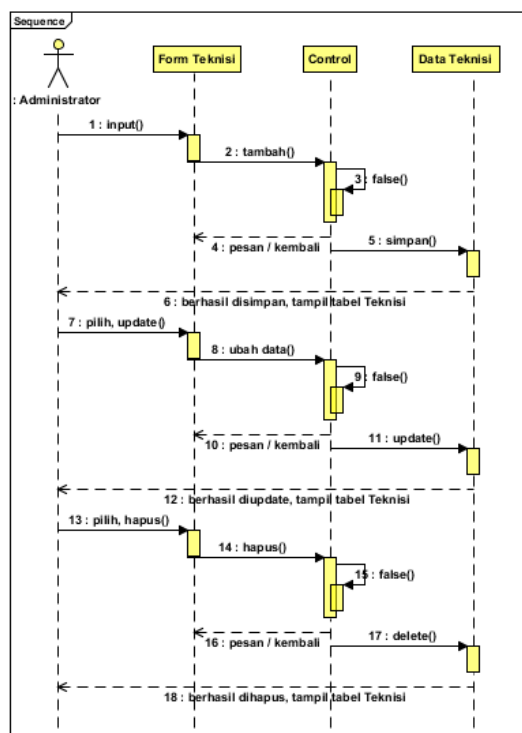 Sequence
Form Teknisi
Control
Data Teknisi
: Administrator
1 : input()
2 : tambah()
3 : false()
4 : pesan / kembali
5 : simpan()
6 : berhasil disimpan, tampil tabel Teknisi
7 : pilih, update()
8 : ubah data()
9 : false()
10 : pesan / kembali
11 : update()
12 : berhasil diupdate, tampil tabel Teknisi
13 : pilih, hapus()
14 : hapus()
15 : false()
16 : pesan / kembali
17 : delete()
18 : berhasil dihapus, tampil tabel Teknisi